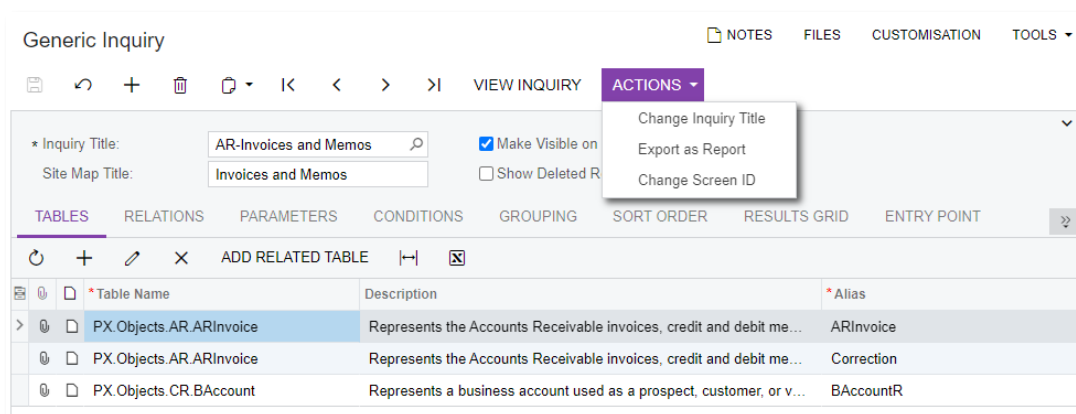 Generic Inquiry
NOTES FILES CUSTOMISATION TOOLS
VIEW INQUIRY ACTIONS
Change Inquiry Title
Export as Report
Change Screen ID
* Inquiry Title: AR-Invoices and Memos Make Visible on
Site Map Title: Invoices and Memos Show Deleted R
TABLES RELATIONS PARAMETERS CONDITIONS GROUPING SORT ORDER RESULTS GRID ENTRY POINT
ADD RELATED TABLE
* Table Name Description * Alias
PX.Objects.AR.ARInvoice Represents the Accounts Receivable invoices, credit and debit me... ARInvoice
PX.Objects.AR.ARInvoice Represents the Accounts Receivable invoices, credit and debit me... Correction
PX.Objects.CR.BAccount Represents a business account used as a prospect, customer, or v... BAccountR